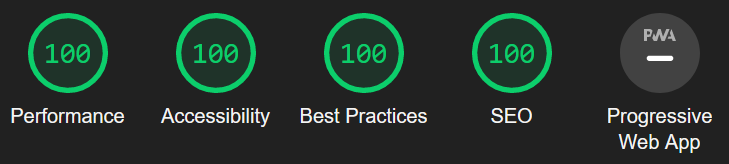 100 100 100 100 PWA
Performance Accessibility Best Practices SEO Progressive
Web App